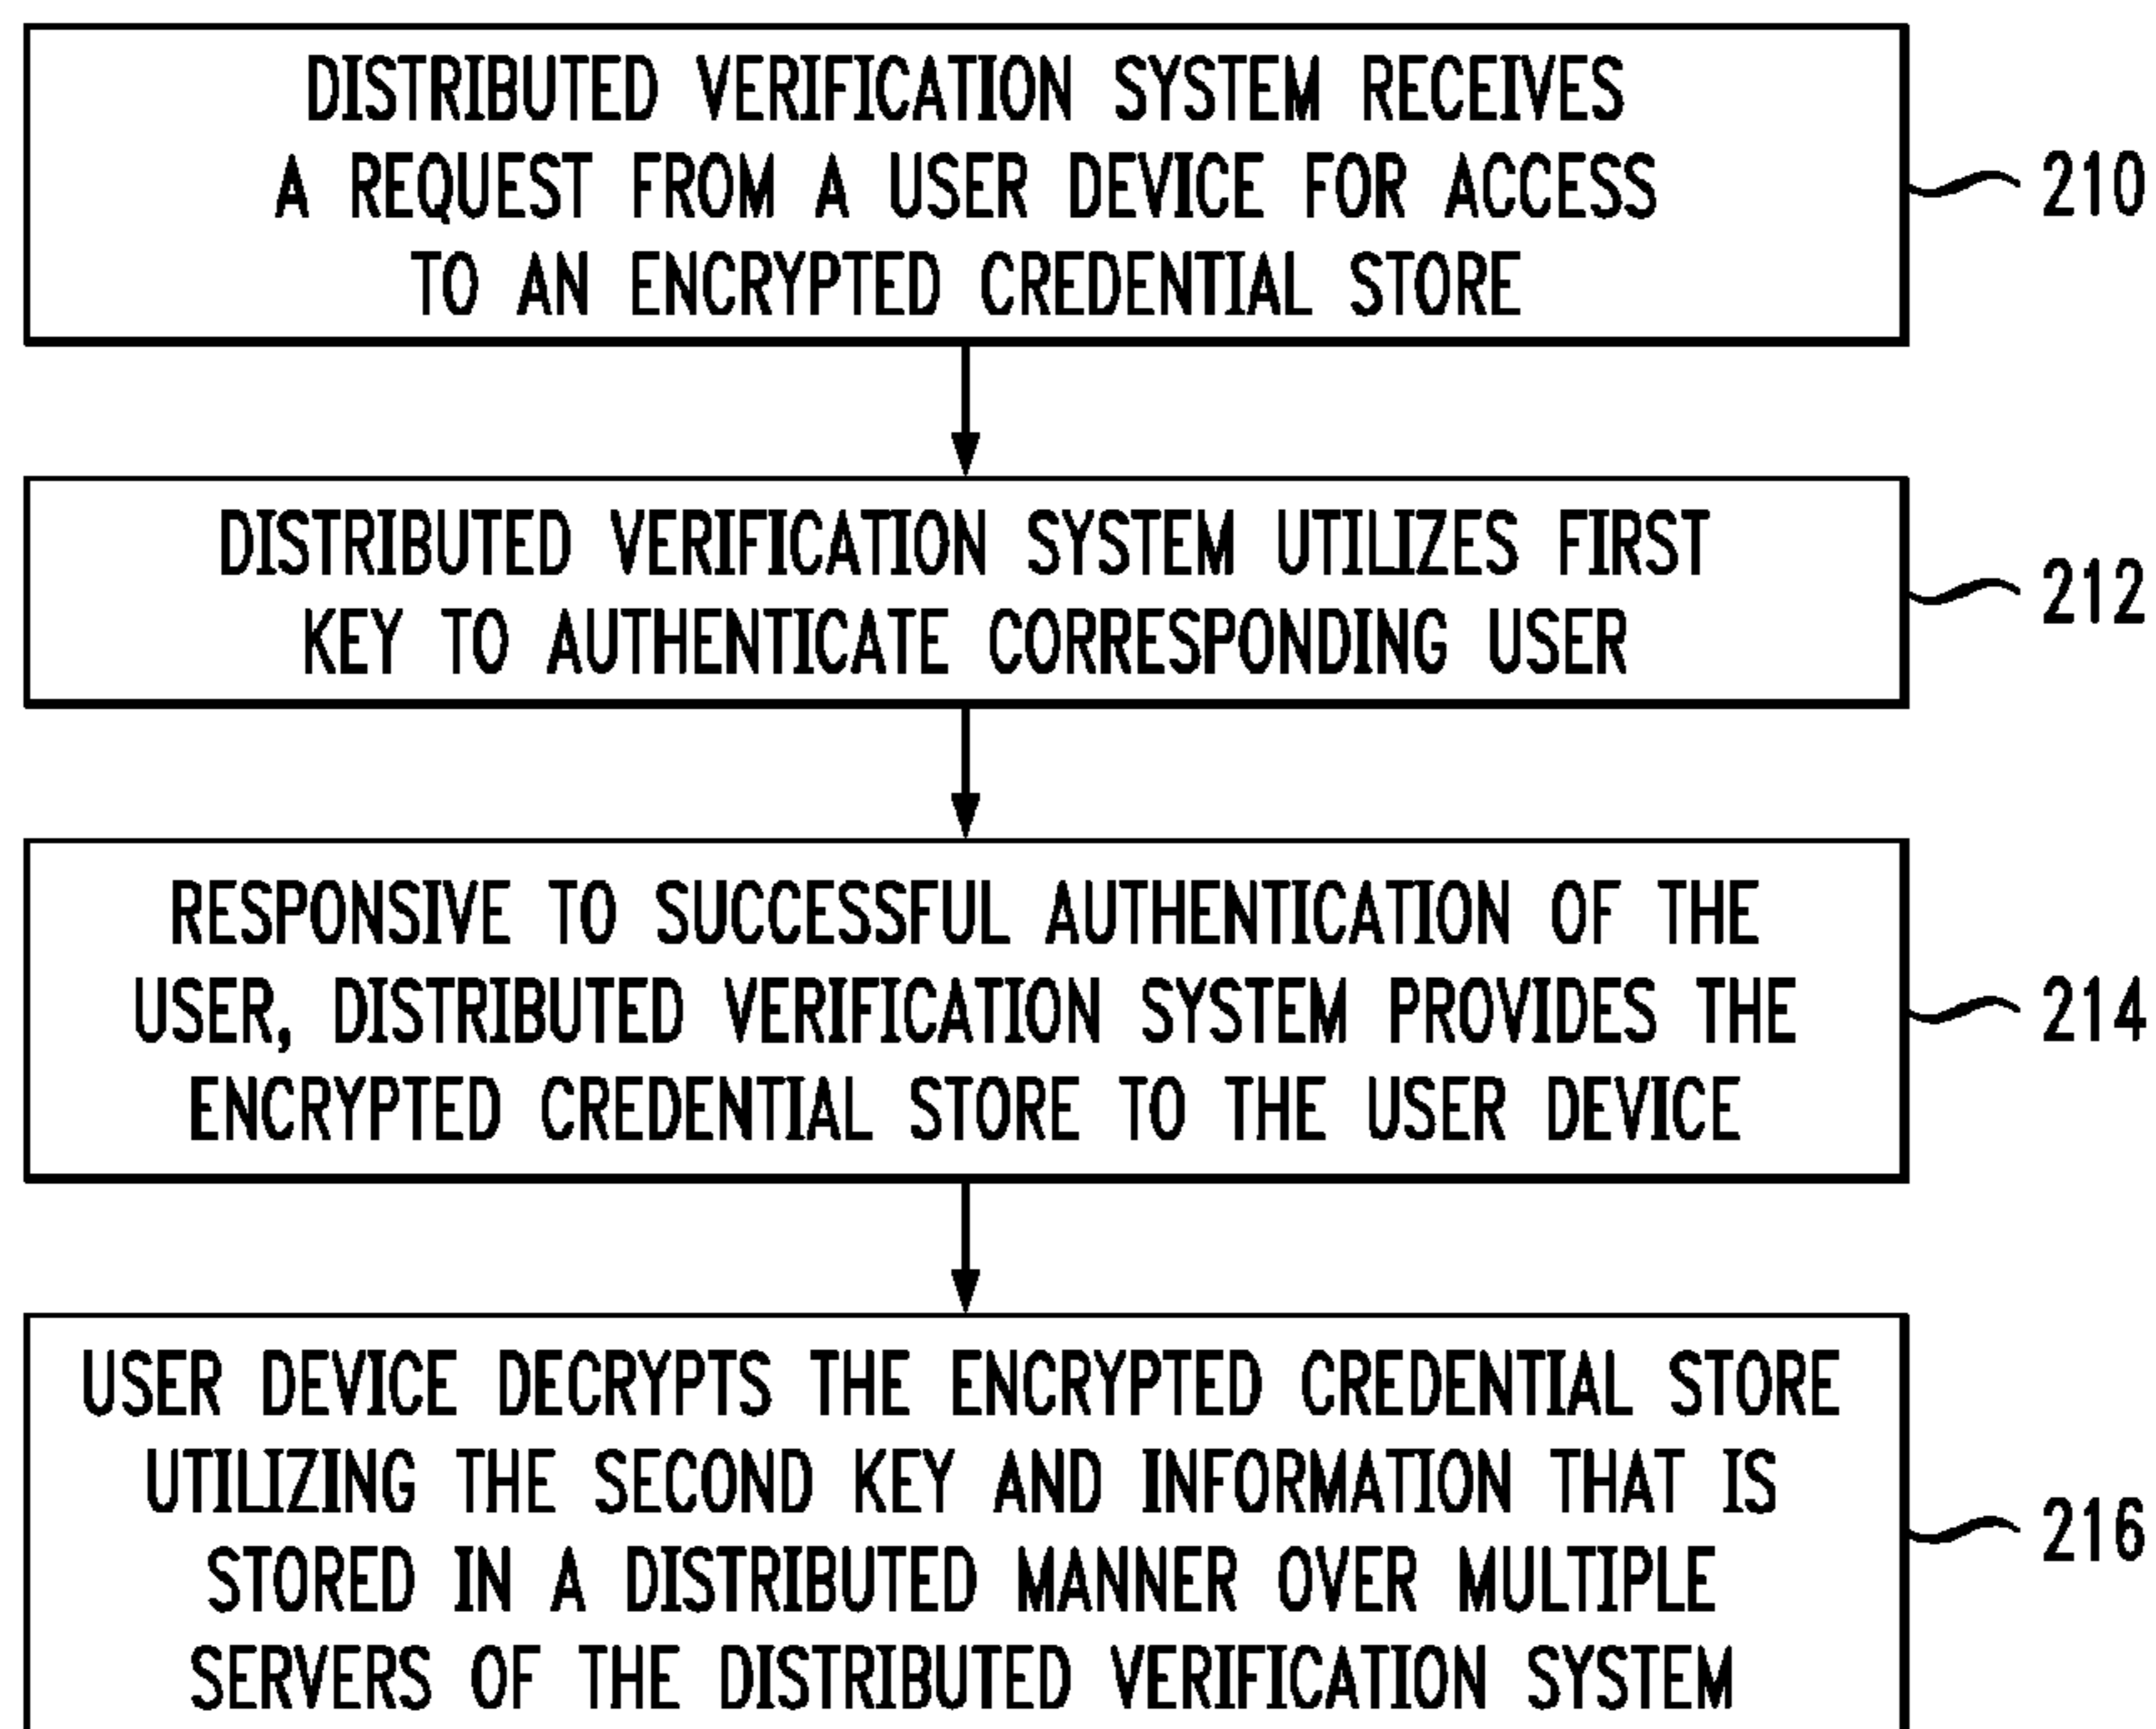 DISTRIBUTED VERIFICATION SYSTEM RECEIVES
A REQUEST FROM A USER DEVICE FOR ACCESS
TO AN ENCRYPTED CREDENTIAL STORE
210
DISTRIBUTED VERIFICATION SYSTEM UTILIZES FIRST
KEY TO AUTHENTICATE CORRESPONDING USER
212
RESPONSIVE TO SUCCESSFUL AUTHENTICATION OF THE
USER, DISTRIBUTED VERIFICATION SYSTEM PROVIDES THE
ENCRYPTED CREDENTIAL STORE TO THE USER DEVICE
214
USER DEVICE DECRYPTS THE ENCRYPTED CREDENTIAL STORE
UTILIZING THE SECOND KEY AND INFORMATION THAT IS
STORED IN A DISTRIBUTED MANNER OVER MULTIPLE
SERVERS OF THE DISTRIBUTED VERIFICATION SYSTEM
216